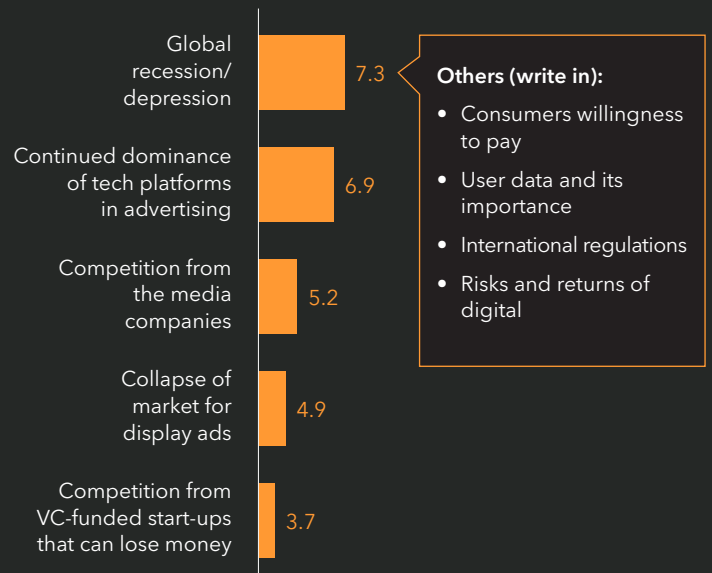 Global
recession/
depression
7.3
Continued dominance
of tech platforms
in advertising
6.9
Competition from
the media
companies
5.2
Collapse of
market for
display ads
4.9
Competition from
VC-funded start-ups
that can lose money
3.7
Others (write in):
• Consumers willingness
to pay
• User data and its
importance
• International regulations
• Risks and returns of
digital